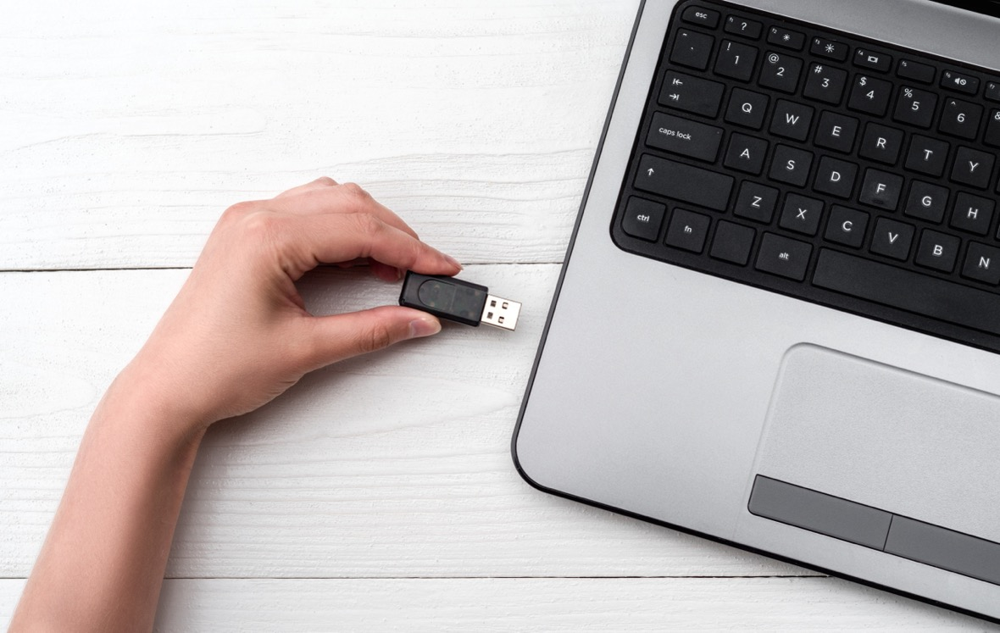 esc ?
! 1 @ 2 # 3 $ 4 % 5 ^ 6 &
Q W E R T Y
caps lock A S D F G H
Z X C V B N
ctrl fn alt